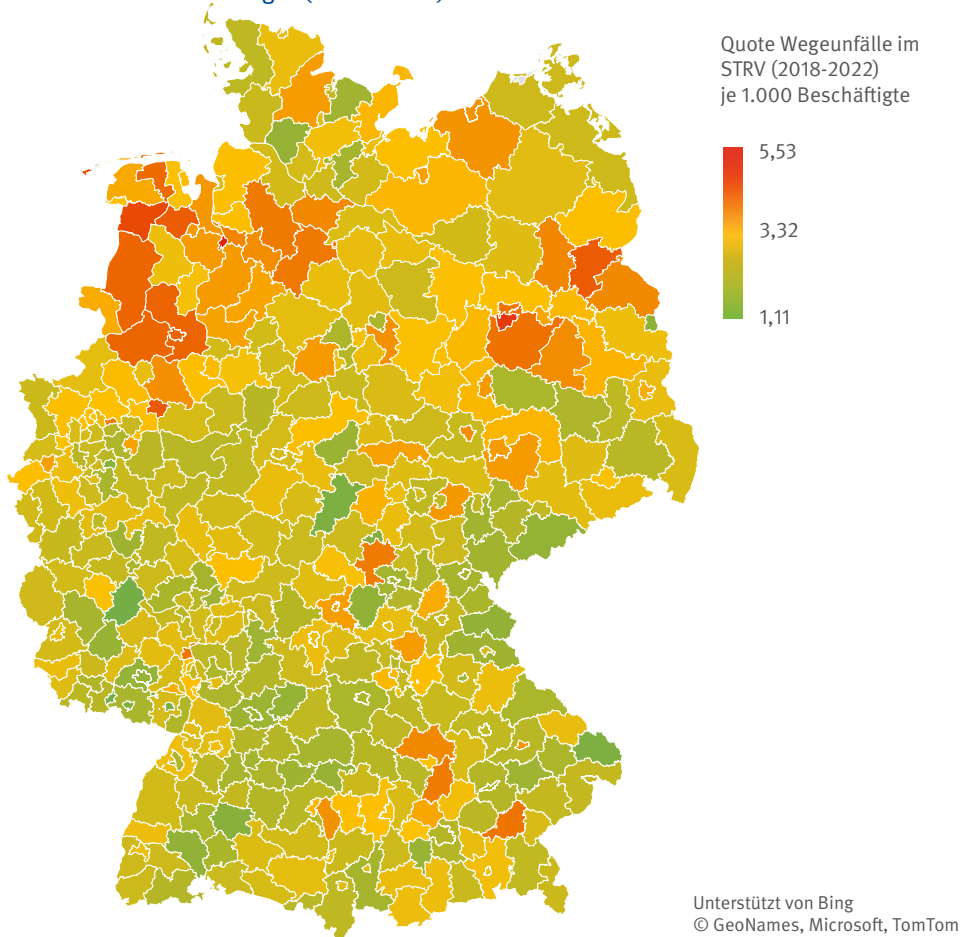 Quote Wegeunfälle im
STRV (2018-2022)
je 1.000 Beschäftigte
5,53
3,32
1,11
Unterstützt von Bing
© GeoNames, Microsoft, TomTom